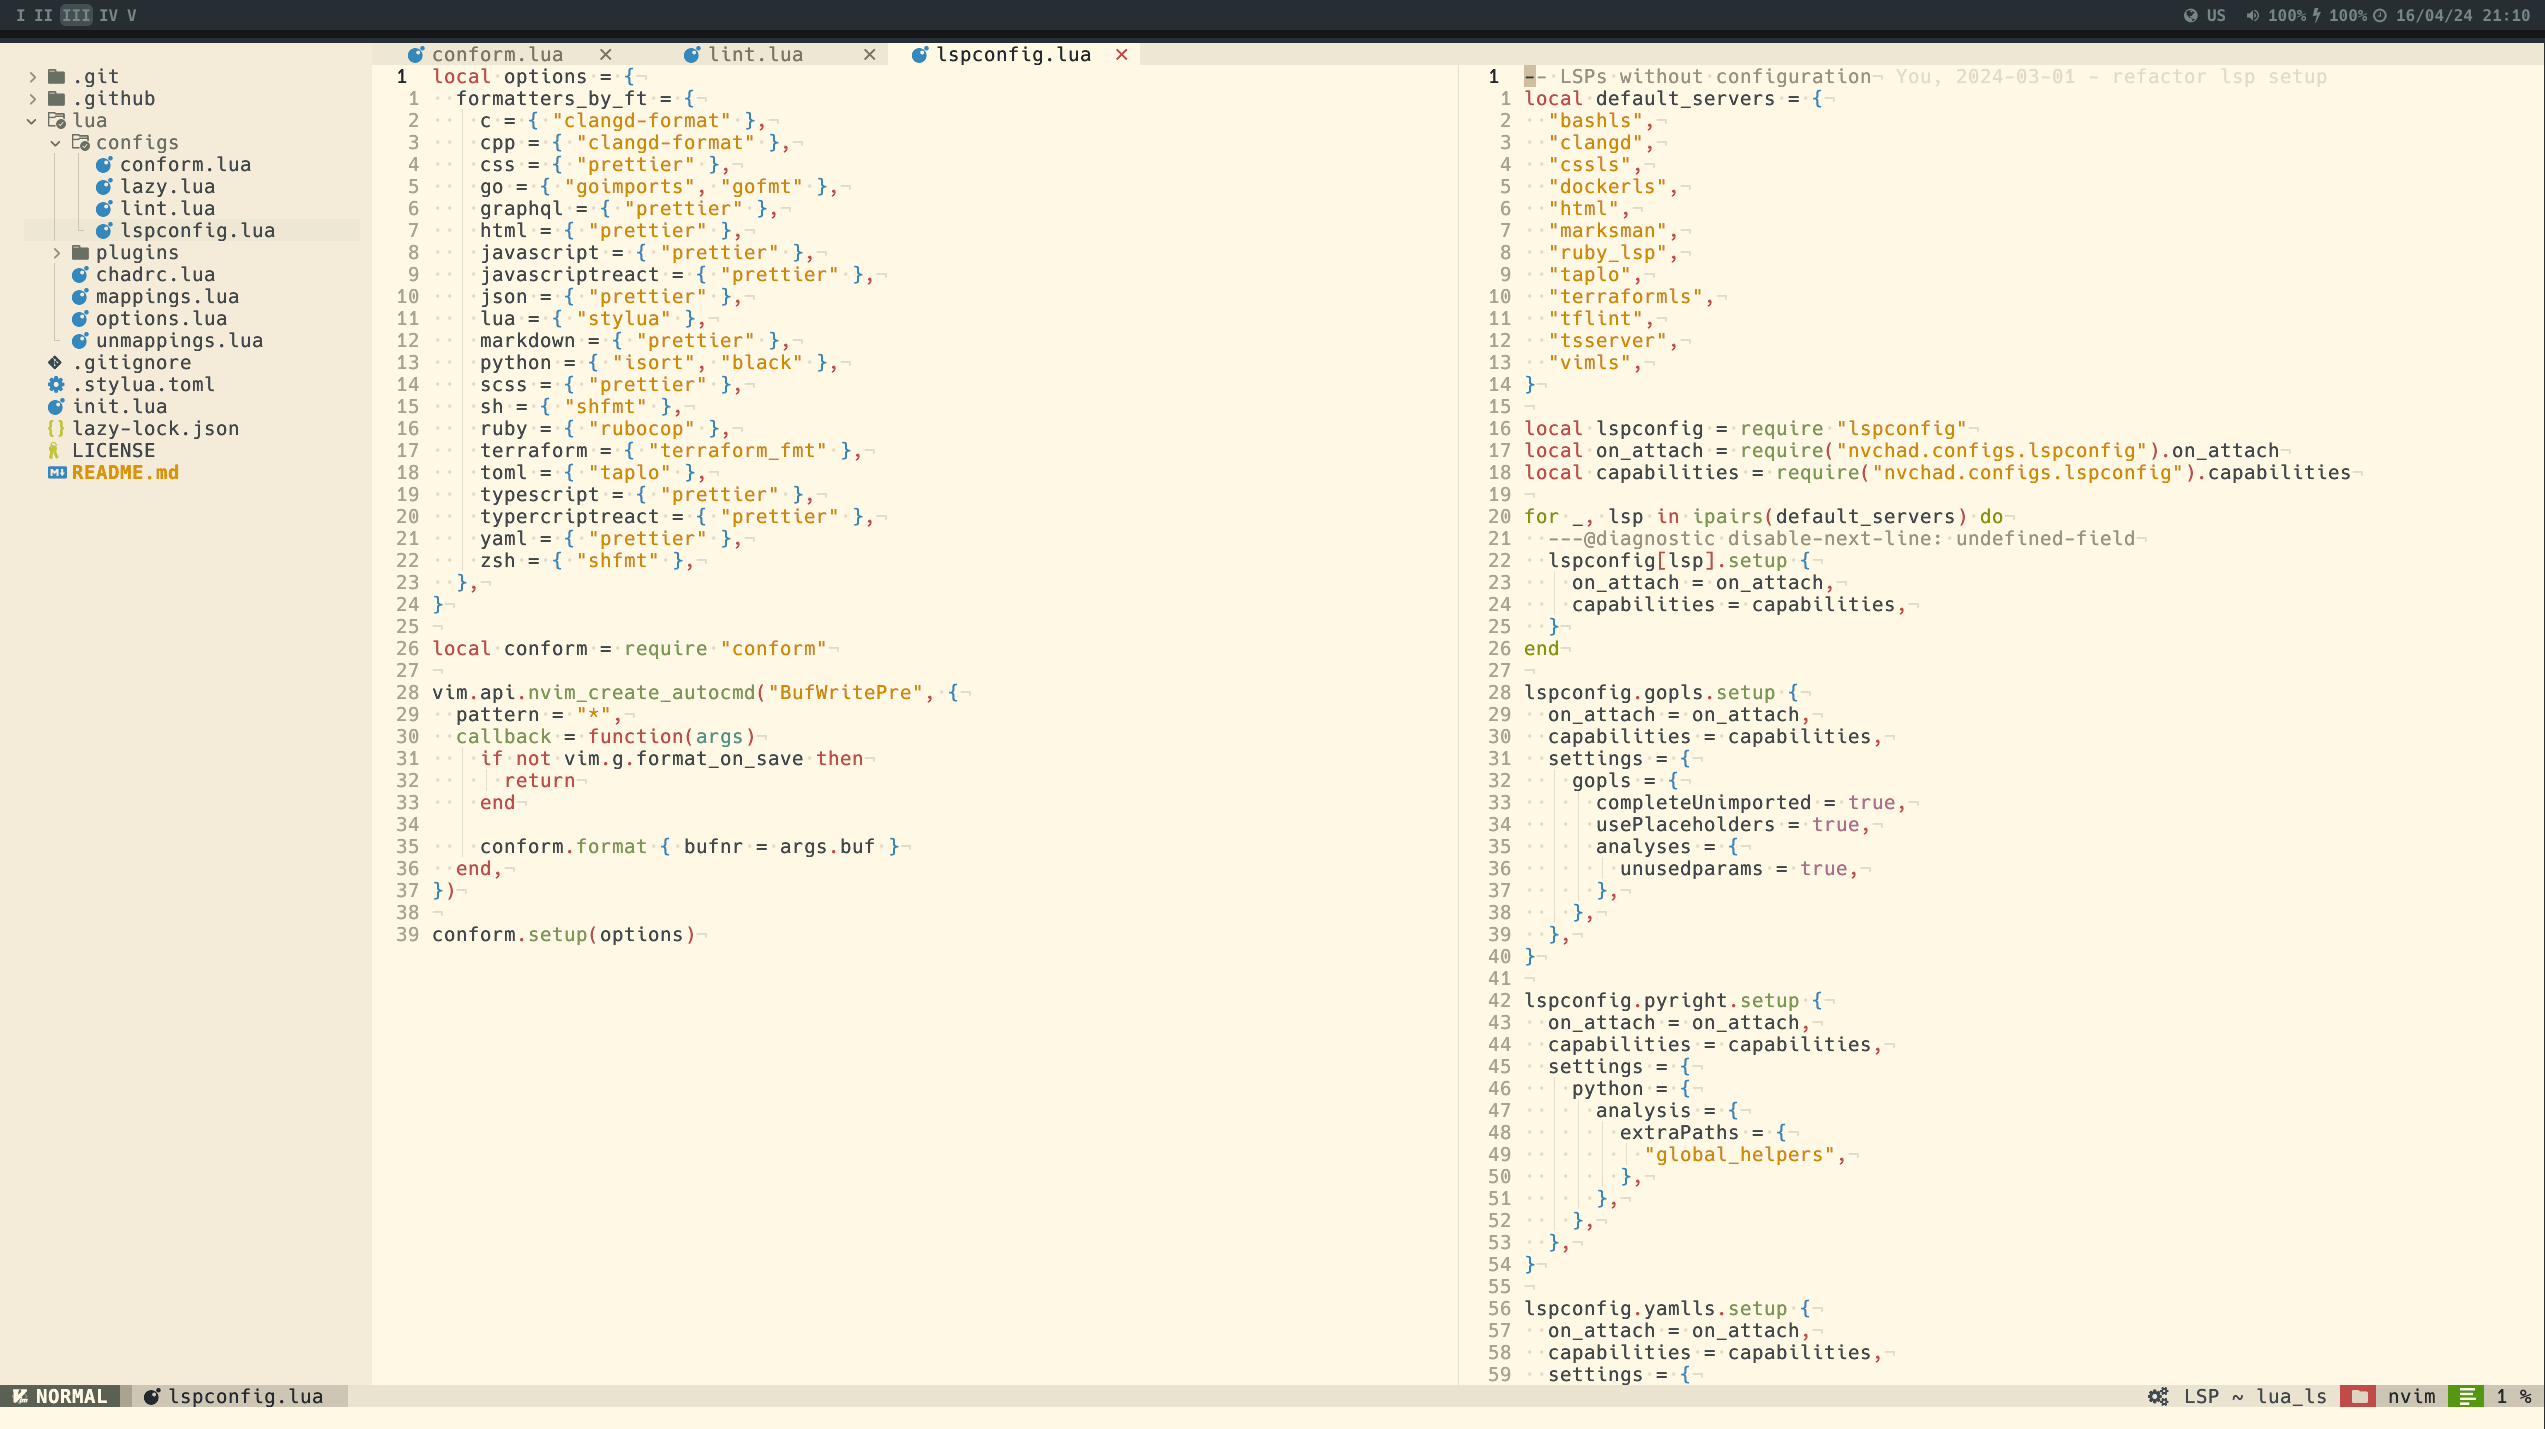 I II III IV V
US 100% 100% 16/04/24 21:10
.git
.github
lua
configs
conform.lua
lazy.lua
lint.lua
lspconfig.lua
plugins
chadrc.lua
mappings.lua
options.lua
unmappings.lua
.gitignore
.stylua.toml
init.lua
lazy-lock.json
LICENSE
README.md
conform.lua × lint.lua × lspconfig.lua ×
1 local options = {
1 formatters_by_ft = {
2 c = { "clangd-format" },
3 cpp = { "clangd-format" },
4 css = { "prettier" },
5 go = { "goimports", "gofmt" },
6 graphql = { "prettier" },
7 html = { "prettier" },
8 javascript = { "prettier" },
9 javascriptreact = { "prettier" },
10 json = { "prettier" },
11 lua = { "stylua" },
12 markdown = { "prettier" },
13 python = { "isort", "black" },
14 scss = { "prettier" },
15 sh = { "shfmt" },
16 ruby = { "rubocop" },
17 terraform = { "terraform_fmt" },
18 toml = { "taplo" },
19 typescript = { "prettier" },
20 typercriptreact = { "prettier" },
21 yaml = { "prettier" },
22 zsh = { "shfmt" },
23 },
24 }
25
26 local conform = require "conform"
27
28 vim.api.nvim_create_autocmd("BufWritePre", {
29 pattern = "*",
30 callback = function(args)
31 if not vim.g.format_on_save then
32 return
33 end
34
35 conform.format { bufnr = args.buf }
36 end,
37 })
38
39 conform.setup(options)
1 -- LSPs without configuration You, 2024-03-01 - refactor lsp setup
1 local default_servers = {
2 "bashls",
3 "clangd",
4 "cssls",
5 "dockerls",
6 "html",
7 "marksman",
8 "ruby_lsp",
9 "taplo",
10 "terraformls",
11 "tflint",
12 "tsserver",
13 "vimls",
14 }
15
16 local lspconfig = require "lspconfig"
17 local on_attach = require("nvchad.configs.lspconfig").on_attach
18 local capabilities = require("nvchad.configs.lspconfig").capabilities
19
20 for _, lsp in ipairs(default_servers) do
21 ---@diagnostic disable-next-line: undefined-field
22 lspconfig[lsp].setup {
23 on_attach = on_attach,
24 capabilities = capabilities,
25 }
26 end
27
28 lspconfig.gopls.setup {
29 on_attach = on_attach,
30 capabilities = capabilities,
31 settings = {
32 gopls = {
33 completeUnimported = true,
34 usePlaceholders = true,
35 analyses = {
36 unusedparams = true,
37 },
38 },
39 },
40 }
41
42 lspconfig.pyright.setup {
43 on_attach = on_attach,
44 capabilities = capabilities,
45 settings = {
46 python = {
47 analysis = {
48 extraPaths = {
49 "global_helpers",
50 },
51 },
52 },
53 },
54 }
55
56 lspconfig.yamlls.setup {
57 on_attach = on_attach,
58 capabilities = capabilities,
59 settings = {
NORMAL lspconfig.lua LSP ~ lua_ls nvim 1 %